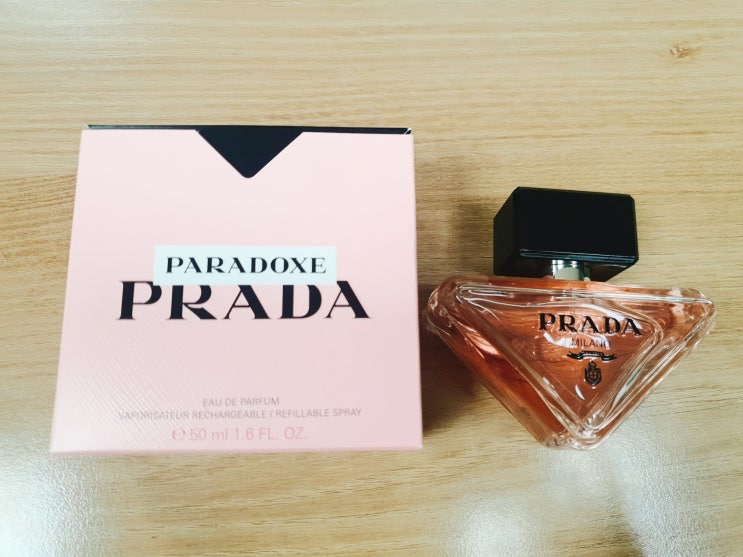 PARADOXE
PRADA
EAU DE PARFUM
VAPORISATEUR RECHARGEABLE / REFILLABLE SPRAY
℮ 50 ml 1.6 FL. OZ.
PRADA
MILANO